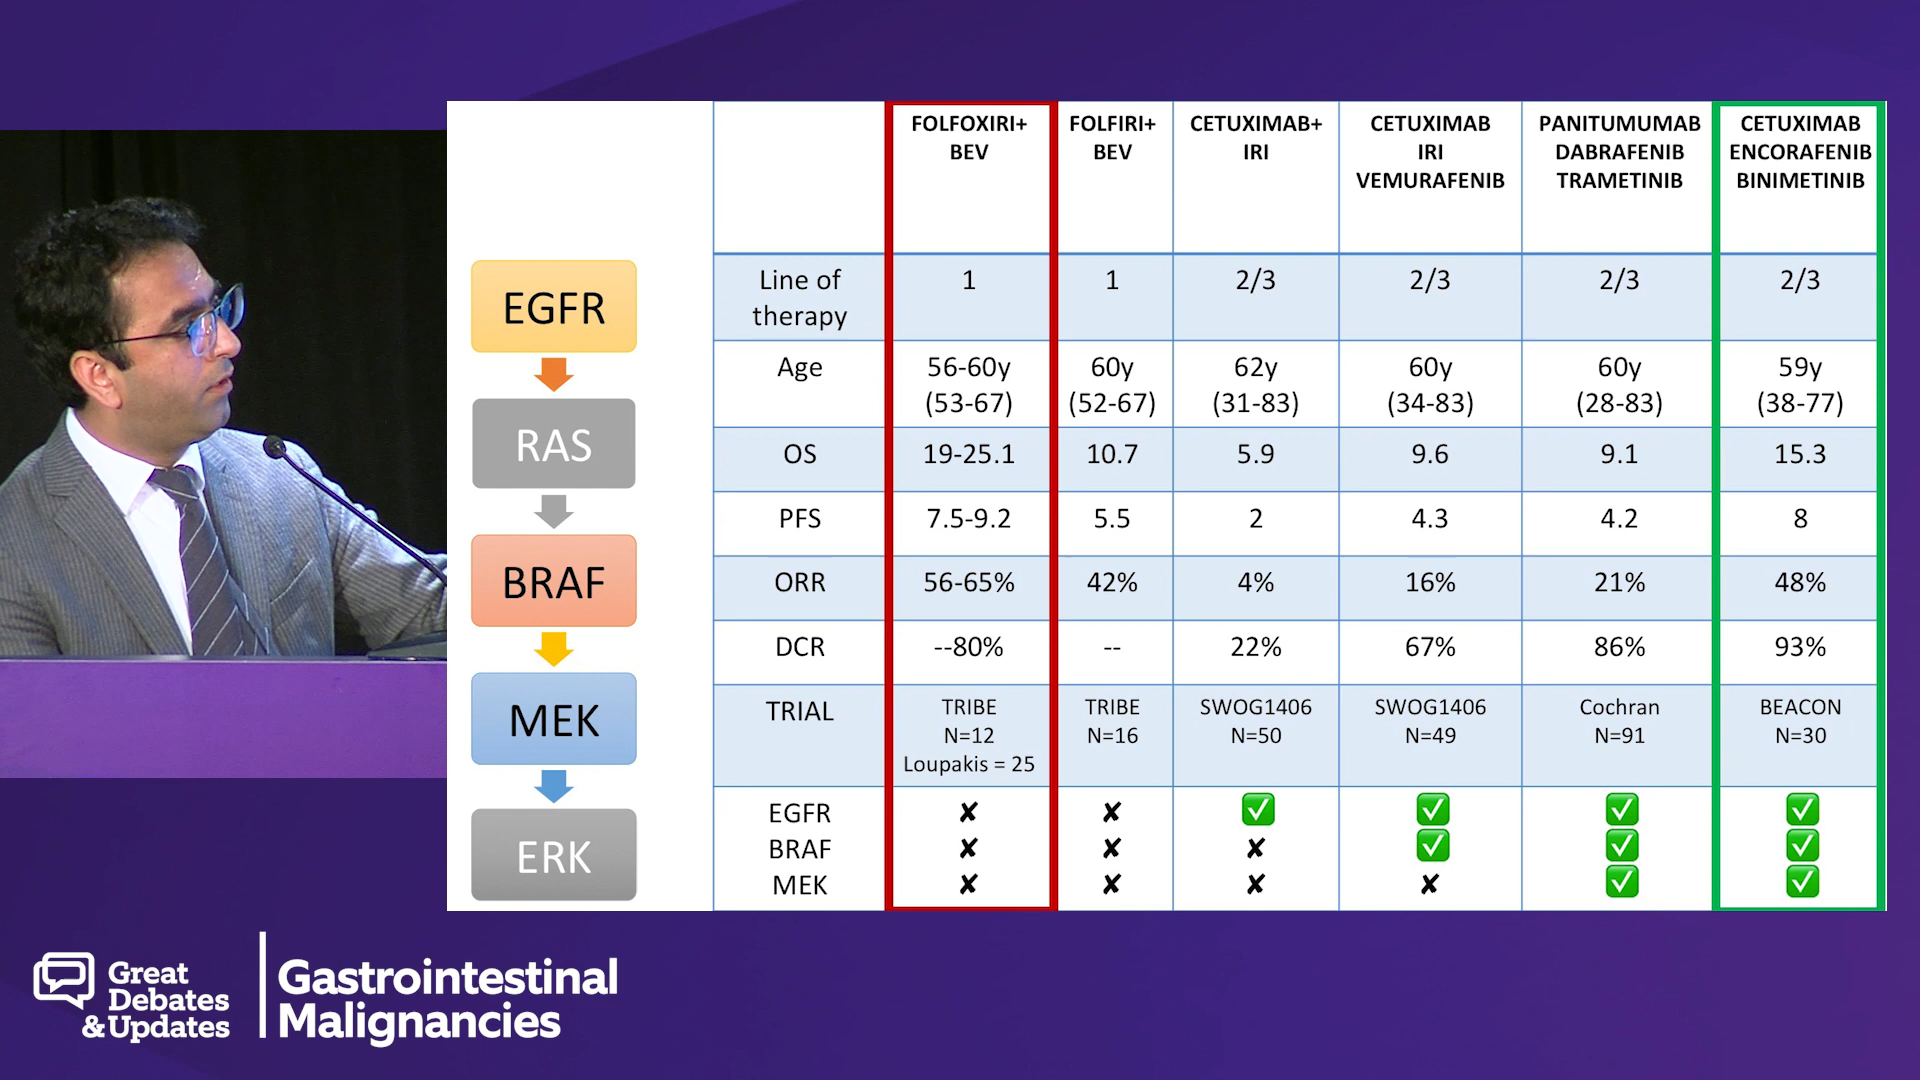 EGFR
RAS
BRAF
MEK
ERK
FOLFOXIRI+ BEV
FOLFIRI+ BEV
CETUXIMAB+ IRI
CETUXIMAB IRI VEMURAFENIB
PANITUMUMAB DABRAFENIB TRAMETINIB
CETUXIMAB ENCORAFENIB BINIMETINIB
Line of therapy 1 1 2/3 2/3 2/3 2/3
Age 56-60y (53-67) 60y (52-67) 62y (31-83) 60y (34-83) 60y (28-83) 59y (38-77)
OS 19-25.1 10.7 5.9 9.6 9.1 15.3
PFS 7.5-9.2 5.5 2 4.3 4.2 8
ORR 56-65% 42% 4% 16% 21% 48%
DCR --80% -- 22% 67% 86% 93%
TRIAL TRIBE N=12 Loupakis = 25 TRIBE N=16 SWOG1406 N=50 SWOG1406 N=49 Cochran N=91 BEACON N=30
EGFR ✘ ✘ ✅ ✅ ✅ ✅
BRAF ✘ ✘ ✘ ✅ ✅ ✅
MEK ✘ ✘ ✘ ✘ ✅ ✅
Great
Debates
&Updates
Gastrointestinal
Malignancies